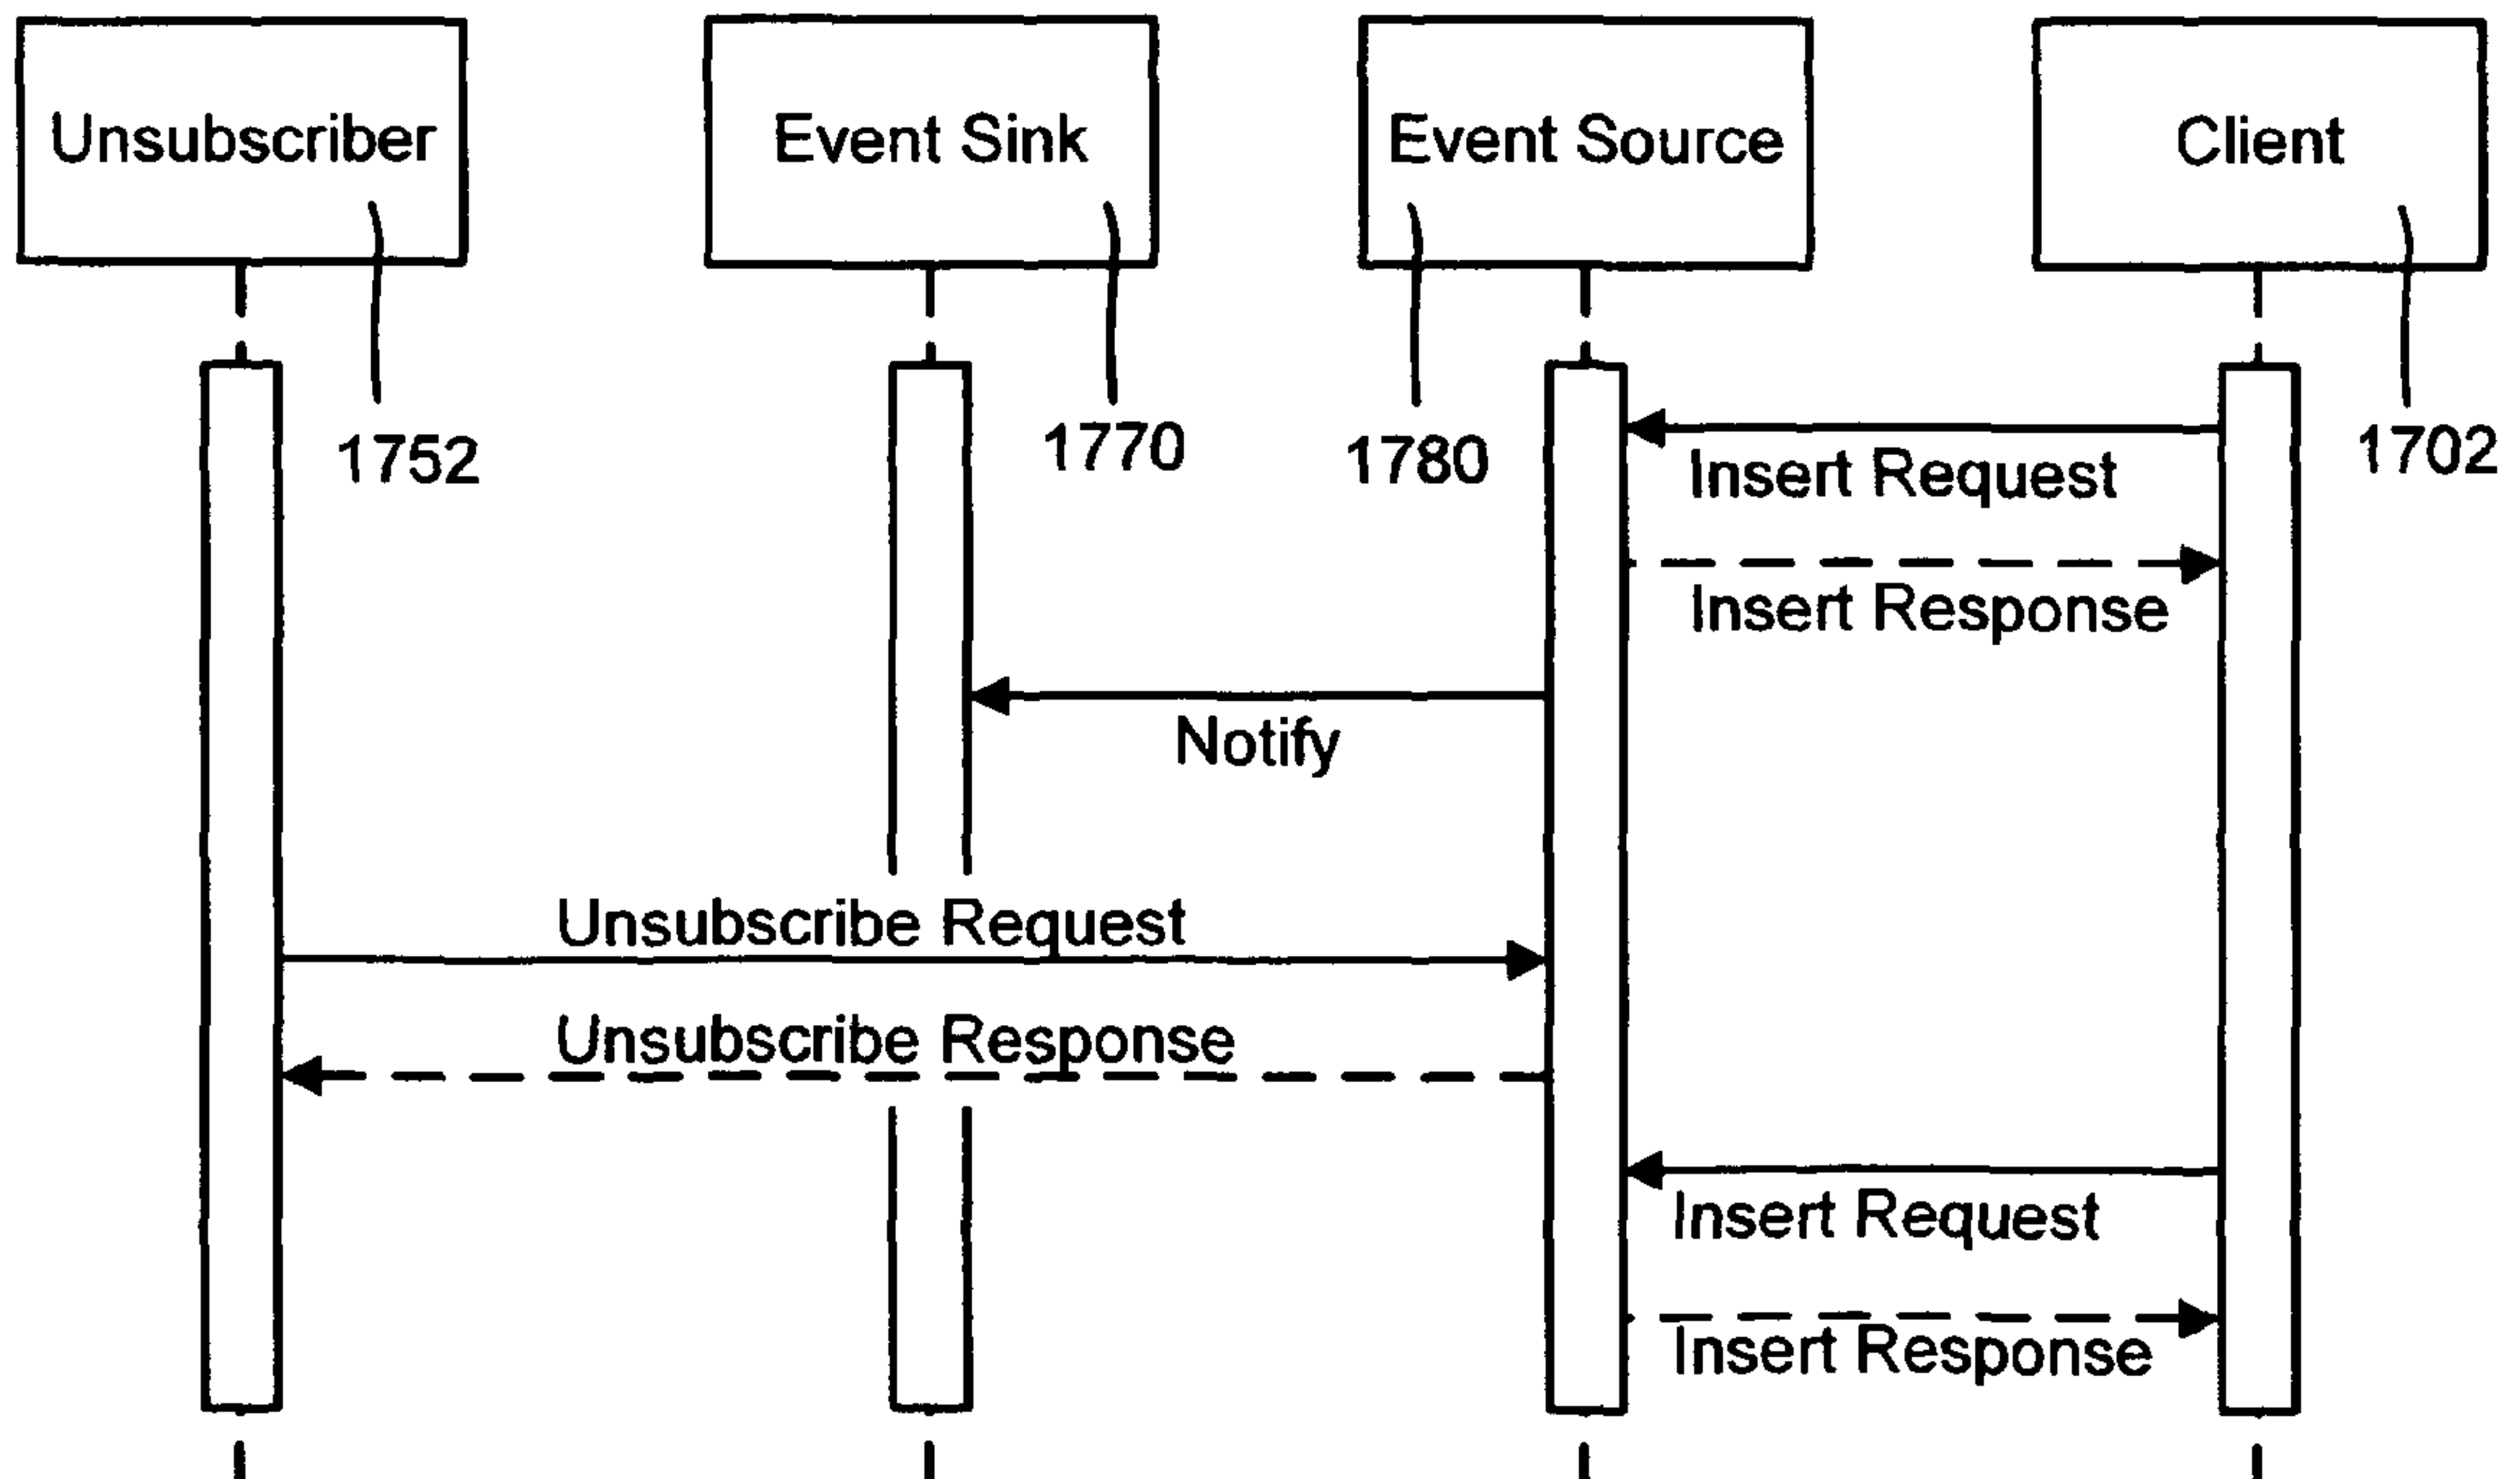 Unsubscriber
Event Sink
Event Source
Client
1752
1770
1780
1702
Insert Request
Insert Response
Notify
Unsubscribe Request
Unsubscribe Response
Insert Request
Insert Response